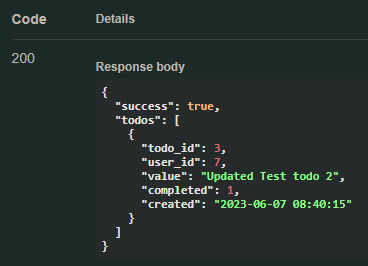 Code Details
200
Response body
{
  "success": true,
  "todos": [
    {
      "todo_id": 3,
      "user_id": 7,
      "value": "Updated Test todo 2",
      "completed": 1,
      "created": "2023-06-07 08:40:15"
    }
  ]
}